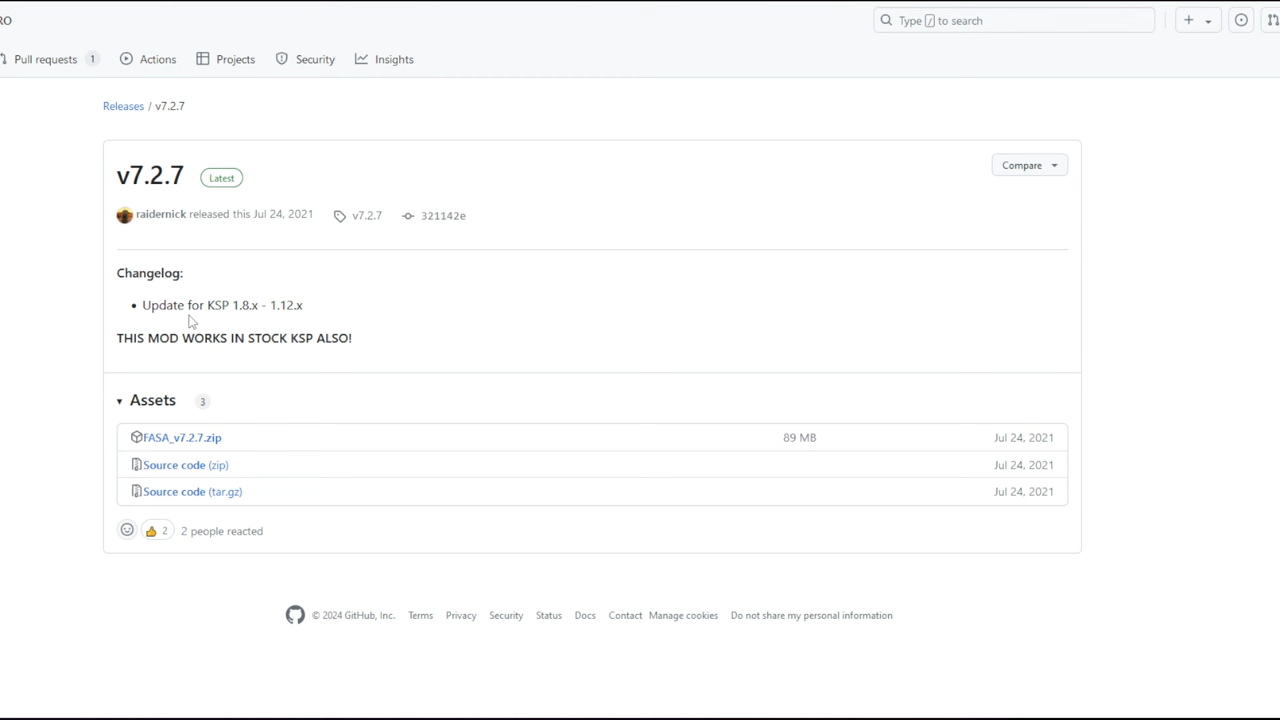 RO
Type / to search
Pull requests 1 Actions Projects Security Insights
Releases / v7.2.7
v7.2.7 Latest
Compare
raidernick released this Jul 24, 2021 v7.2.7 321142e
Changelog:
• Update for KSP 1.8.x - 1.12.x
THIS MOD WORKS IN STOCK KSP ALSO!
Assets 3
FASA_v7.2.7.zip 89 MB Jul 24, 2021
Source code (zip) Jul 24, 2021
Source code (tar.gz) Jul 24, 2021
2 2 people reacted
© 2024 GitHub, Inc. Terms Privacy Security Status Docs Contact Manage cookies Do not share my personal information